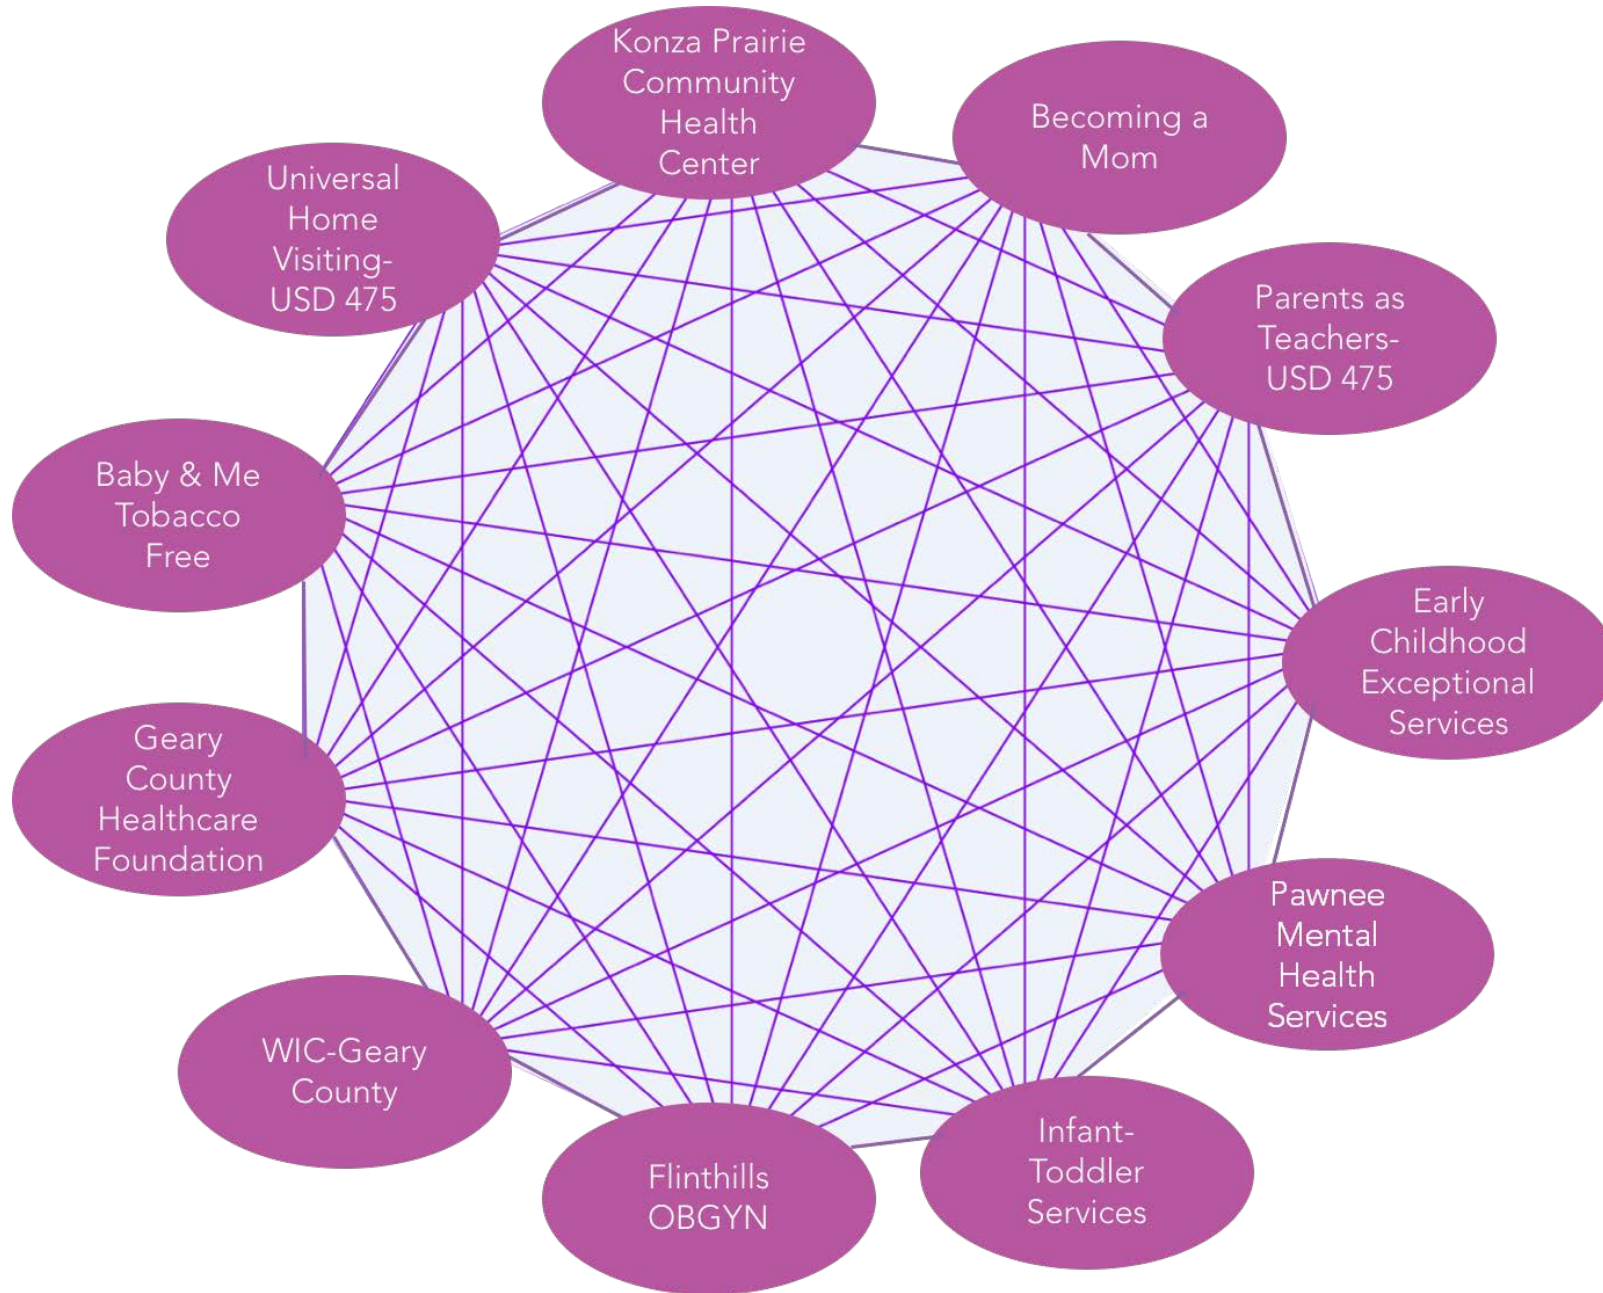 Konza Prairie
Community
Health
Center
Becoming a
Mom
Universal
Home
Visiting-
USD 475
Parents as
Teachers-
USD 475
Baby & Me
Tobacco
Free
Early
Childhood
Exceptional
Services
Geary
County
Healthcare
Foundation
Pawnee
Mental
Health
Services
WIC-Geary
County
Infant-
Toddler
Services
Flinthills
OBGYN